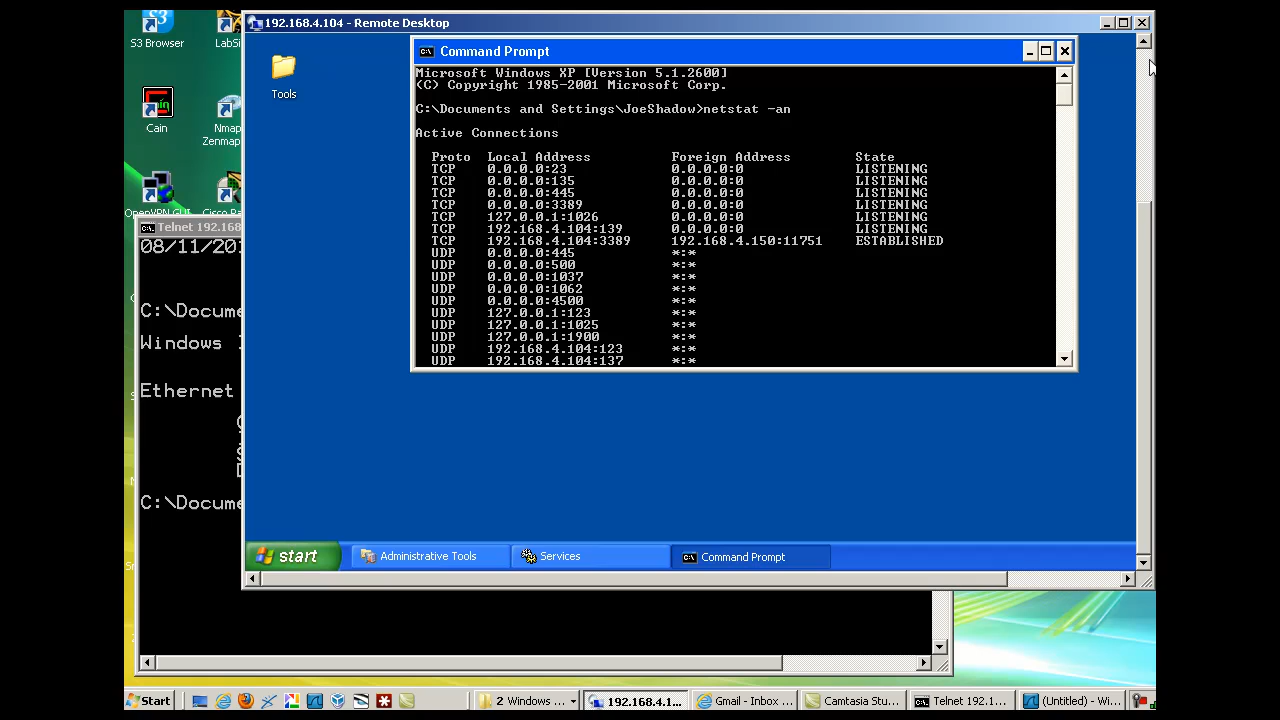 192.168.4.104 - Remote Desktop
S3 Browser
LabSi
Cain
Nmap
Zenmap
OpenVPN GUI
Cisco Pa
Tools
Command Prompt
Microsoft Windows XP [Version 5.1.2600]
(C) Copyright 1985-2001 Microsoft Corp.
C:\Documents and Settings\JoeShadow>netstat -an
Active Connections
Proto Local Address Foreign Address State
TCP 0.0.0.0:23 0.0.0.0:0 LISTENING
TCP 0.0.0.0:135 0.0.0.0:0 LISTENING
TCP 0.0.0.0:445 0.0.0.0:0 LISTENING
TCP 0.0.0.0:3389 0.0.0.0:0 LISTENING
TCP 127.0.0.1:1026 0.0.0.0:0 LISTENING
TCP 192.168.4.104:139 0.0.0.0:0 LISTENING
TCP 192.168.4.104:3389 192.168.4.150:11751 ESTABLISHED
UDP 0.0.0.0:445 *:*
UDP 0.0.0.0:500 *:*
UDP 0.0.0.0:1037 *:*
UDP 0.0.0.0:1062 *:*
UDP 0.0.0.0:4500 *:*
UDP 127.0.0.1:123 *:*
UDP 127.0.0.1:1025 *:*
UDP 127.0.0.1:1900 *:*
UDP 192.168.4.104:123 *:*
UDP 192.168.4.104:137 *:*
Telnet 192.168
08/11/20
C:\Docume
Windows
Ethernet
C:\Docume
start
Administrative Tools
Services
Command Prompt
Start
2 Windows ...
192.168.4.1...
Gmail - Inbox ...
Camtasia Stu...
Telnet 192.1...
(Untitled) - Wi...